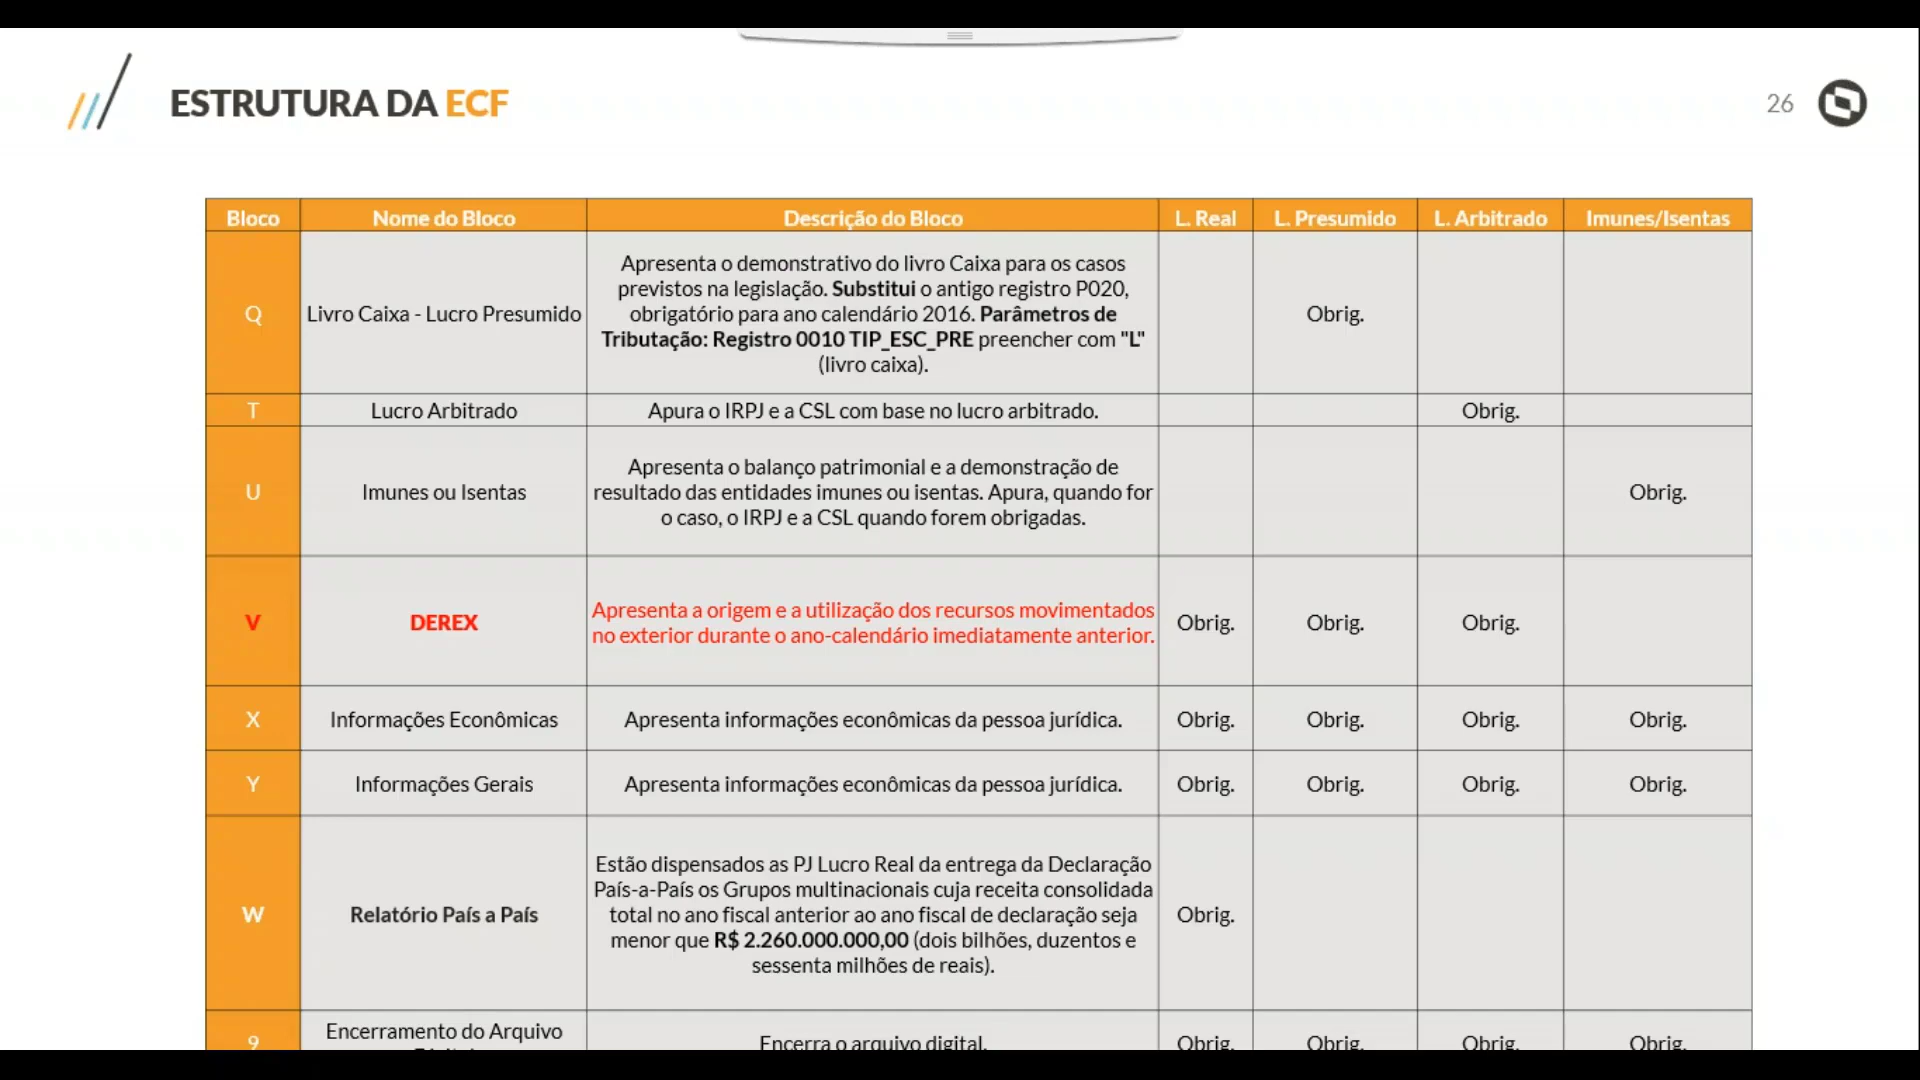 ESTRUTURA DA ECF
26
Bloco Nome do Bloco Descrição do Bloco L. Real L. Presumido L. Arbitrado Imunes/Isentas
Q Livro Caixa - Lucro Presumido Apresenta o demonstrativo do livro Caixa para os casos
previstos na legislação. Substitui o antigo registro P020,
obrigatório para ano calendário 2016. Parâmetros de
Tributação: Registro 0010 TIP_ESC_PRE preencher com "L"
(livro caixa).
Obrig.
T Lucro Arbitrado Apura o IRPJ e a CSL com base no lucro arbitrado. Obrig.
U Imunes ou Isentas Apresenta o balanço patrimonial e a demonstração de
resultado das entidades imunes ou isentas. Apura, quando for
o caso, o IRPJ e a CSL quando forem obrigadas.
Obrig.
V DEREX Apresenta a origem e a utilização dos recursos movimentados
no exterior durante o ano-calendário imediatamente anterior.
Obrig. Obrig. Obrig.
X Informações Econômicas Apresenta informações econômicas da pessoa jurídica. Obrig. Obrig. Obrig. Obrig.
Y Informações Gerais Apresenta informações econômicas da pessoa jurídica. Obrig. Obrig. Obrig. Obrig.
W Relatório País a País Estão dispensados as PJ Lucro Real da entrega da Declaração
País-a-País os Grupos multinacionais cuja receita consolidada
total no ano fiscal anterior ao ano fiscal de declaração seja
menor que R$ 2.260.000.000,00 (dois bilhões, duzentos e
sessenta milhões de reais).
Obrig.
9 Encerramento do Arquivo
Encerra o arquivo digital. Obrig. Obrig. Obrig. Obrig.